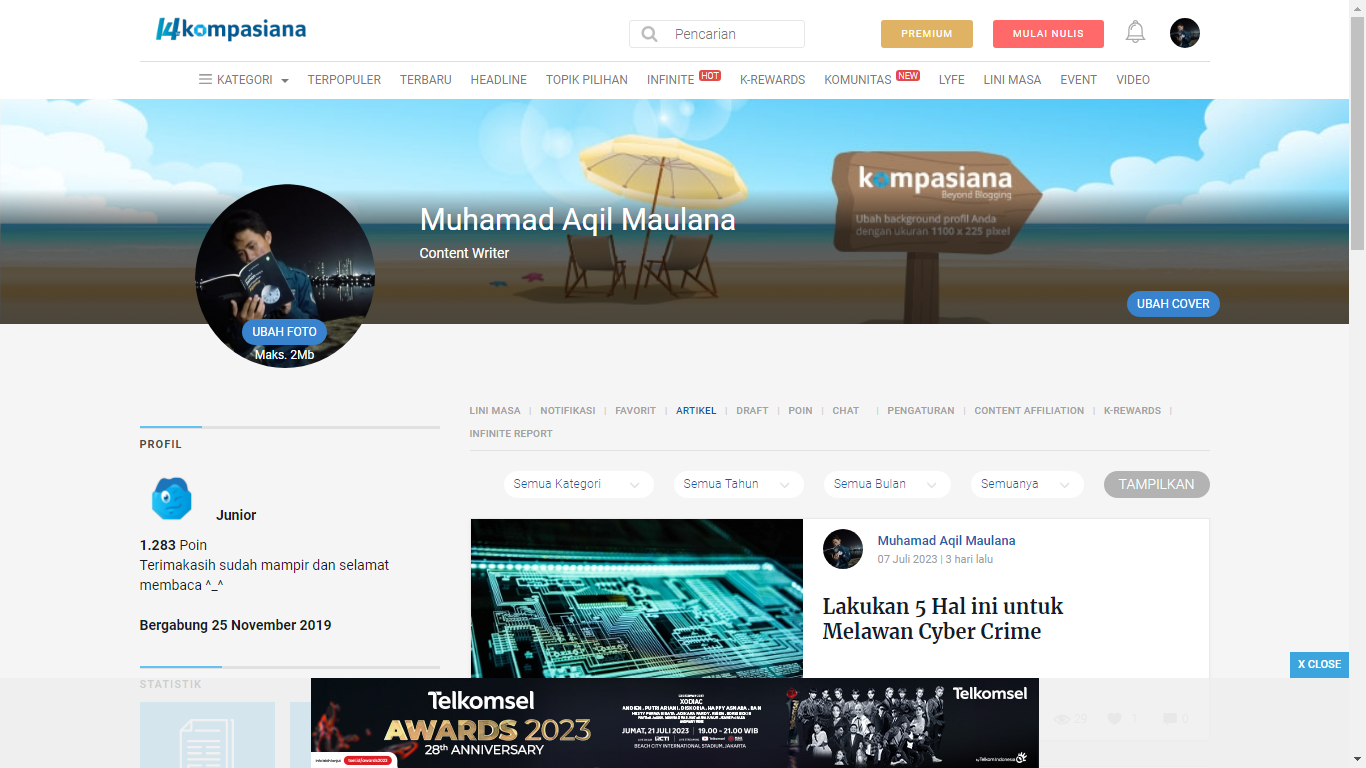 14 kompasiana
Pencarian
PREMIUM
MULAI NULIS
KATEGORI
TERPOPULER
TERBARU
HEADLINE
TOPIK PILIHAN
INFINITE HOT
K-REWARDS
KOMUNITAS NEW
LYFE
LINI MASA
EVENT
VIDEO
kompasiana
Beyond Blogging
Ubah background profil Anda
dengan ukuran 1100 x 225 pixel
Muhamad Aqil Maulana
Content Writer
UBAH COVER
UBAH FOTO
Maks. 2Mb
LINI MASA | NOTIFIKASI | FAVORIT | ARTIKEL | DRAFT | POIN | CHAT | PENGATURAN | CONTENT AFFILIATION | K-REWARDS |
INFINITE REPORT
PROFIL
Junior
1.283 Poin
Terimakasih sudah mampir dan selamat
membaca ^_^
Bergabung 25 November 2019
STATISTIK
Semua Kategori
Semua Tahun
Semua Bulan
Semuanya
TAMPILKAN
Muhamad Aqil Maulana
07 Juli 2023 | 3 hari lalu
Lakukan 5 Hal ini untuk
Melawan Cyber Crime
29
1
0
X CLOSE
Telkomsel
AWARDS 2023
28th ANNIVERSARY
XODIAC
JUMAT, 21 JULI 2023 | 19.00 - 21.00 WIB
BEACH CITY INTERNATIONAL STADIUM, JAKARTA
Telkomsel
by Telkom Indonesia